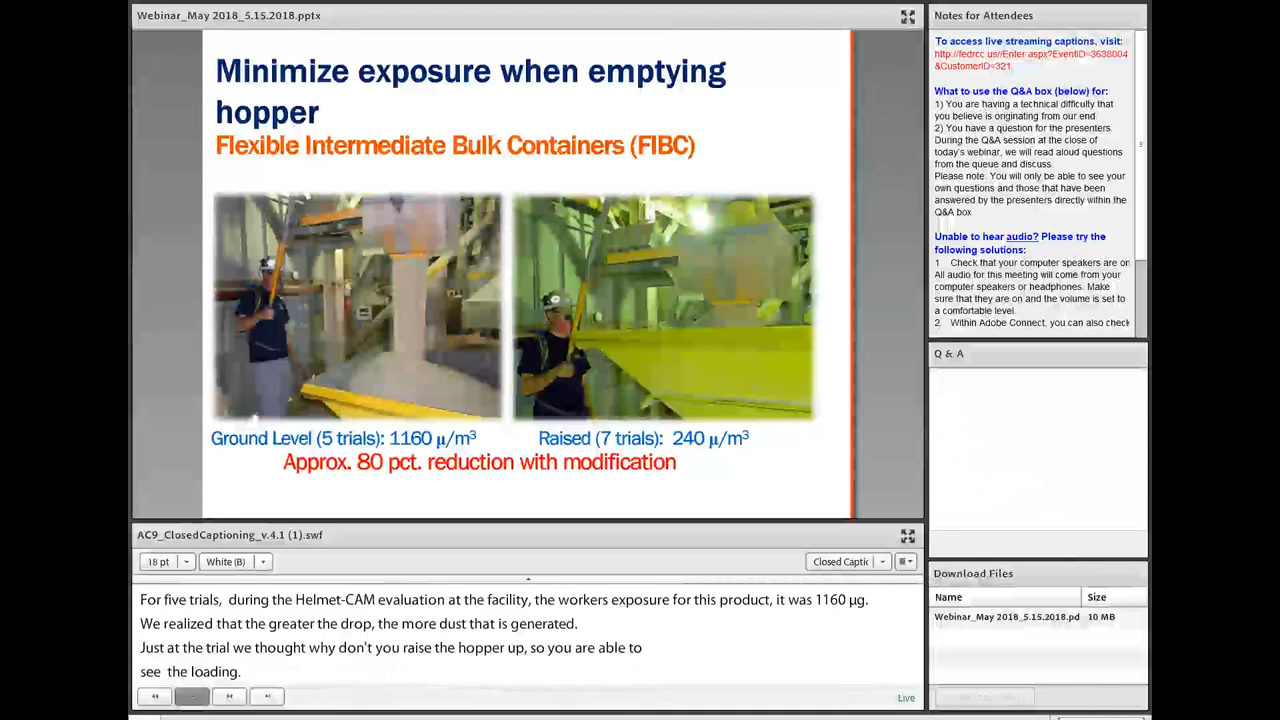 Webinar_May 2018_5.15.2018.pptx
Minimize exposure when emptying
hopper
Flexible Intermediate Bulk Containers (FIBC)
Ground Level (5 trials): 1160 µ/m³
Raised (7 trials): 240 µ/m³
Approx. 80 pct. reduction with modification
AC9_ClosedCaptioning_v.4.1 (1).swf
18 pt
White (B)
Closed Captic
For five trials, during the Helmet-CAM evaluation at the facility, the workers exposure for this product, it was 1160 µg.
We realized that the greater the drop, the more dust that is generated.
Just at the trial we thought why don't you raise the hopper up, so you are able to
see the loading.
Live
Notes for Attendees
To access live streaming captions, visit:
http://fedrcc.us//Enter.aspx?EventID=3638004
&CustomerID=321
What to use the Q&A box (below) for:
1) You are having a technical difficulty that
you believe is originating from our end.
2) You have a question for the presenters.
During the Q&A session at the close of
today's webinar, we will read aloud questions
from the queue and discuss.
Please note: You will only be able to see your
own questions and those that have been
answered by the presenters directly within the
Q&A box
Unable to hear audio? Please try the
following solutions:
1 Check that your computer speakers are on
All audio for this meeting will come from your
computer speakers or headphones. Make
sure that they are on and the volume is set to
a comfortable level.
2. Within Adobe Connect, you can also check
Q & A
Download Files
Name Size
Webinar_May 2018_5.15.2018.pd 10 MB